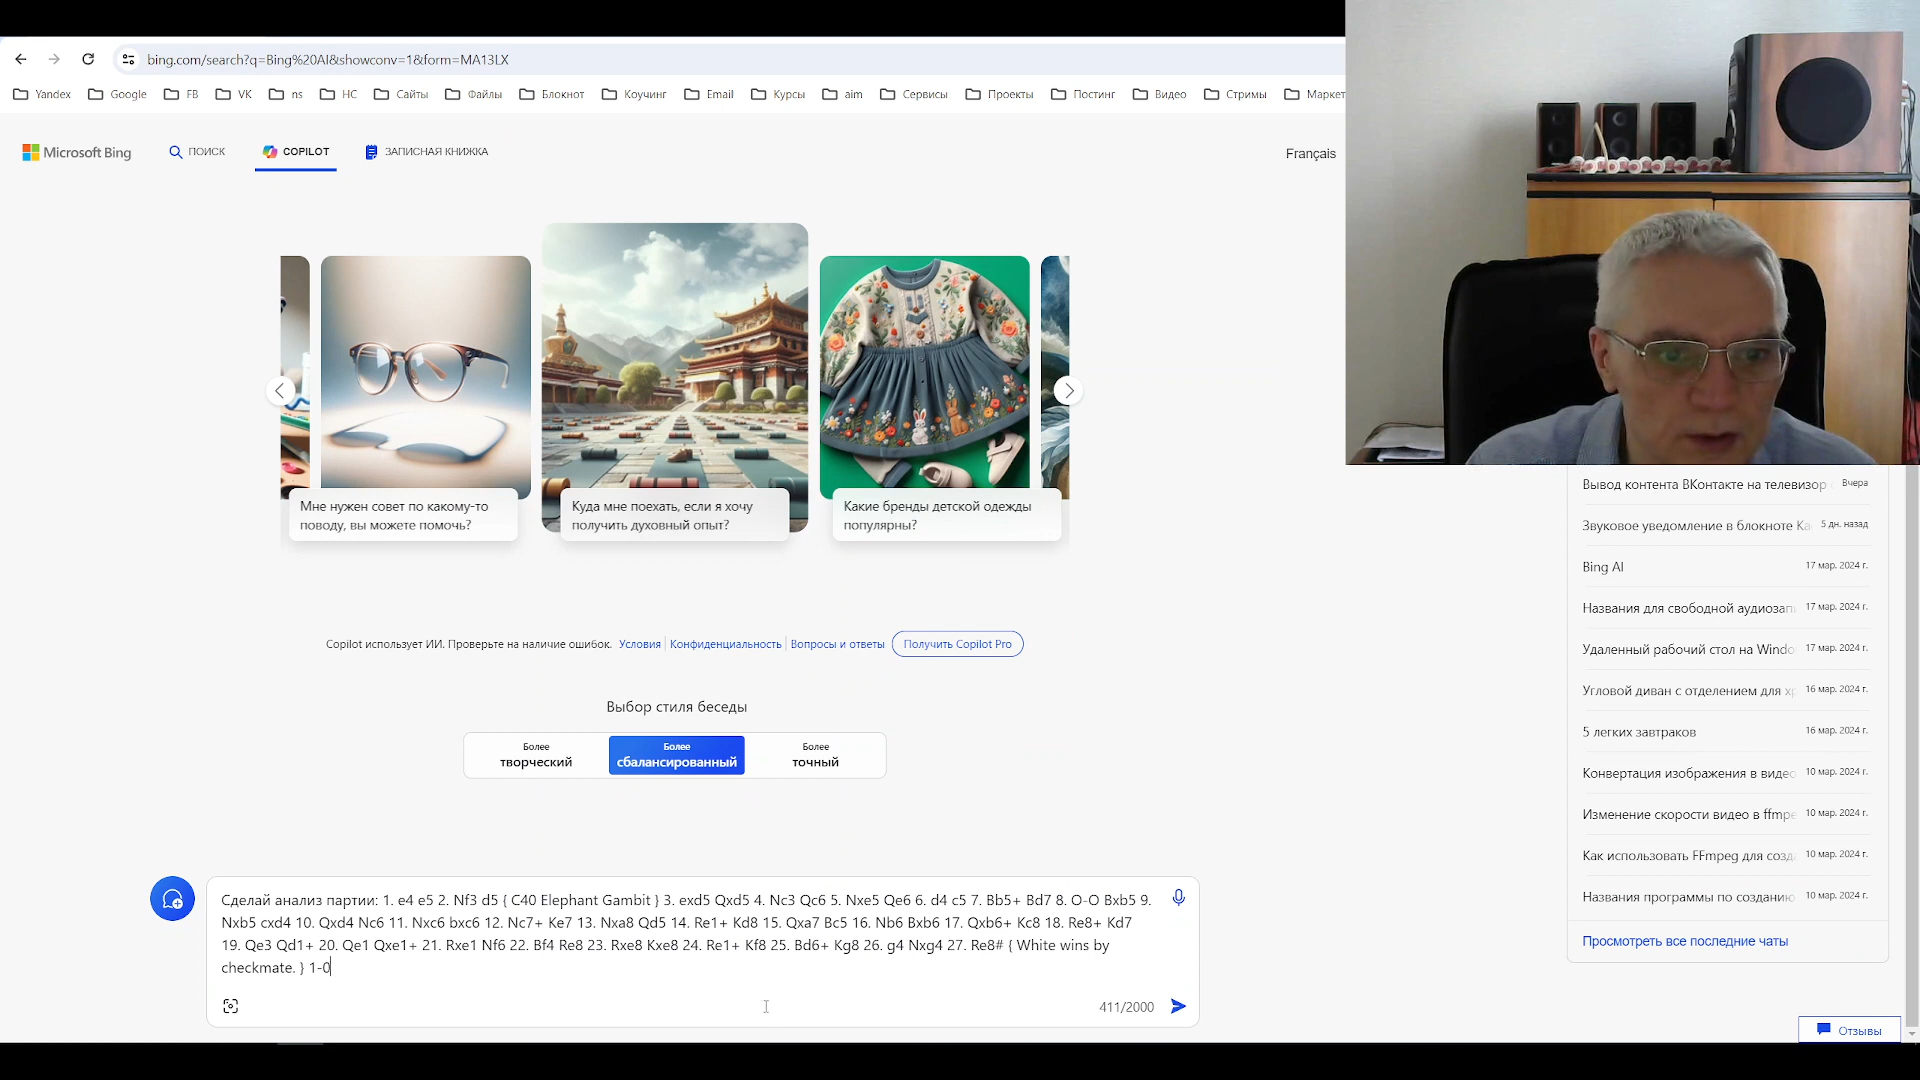 bing.com/search?q=Bing%20AI&showconv=1&form=MA13LX
Yandex Google FB VK ns НС Сайты Файлы Блокнот Коучинг Email Курсы aim Сервисы Проекты Постинг Видео Стримы Маркет
Microsoft Bing ПОИСК COPILOT ЗАПИСНАЯ КНИЖКА Français
Мне нужен совет по какому-то
поводу, вы можете помочь?
Куда мне поехать, если я хочу
получить духовный опыт?
Какие бренды детской одежды
популярны?
Copilot использует ИИ. Проверьте на наличие ошибок. Условия Конфиденциальность Вопросы и ответы Получить Copilot Pro
Выбор стиля беседы
Более
творческий
Более
сбалансированный
Более
точный
Сделай анализ партии: 1. e4 e5 2. Nf3 d5 { C40 Elephant Gambit } 3. exd5 Qxd5 4. Nc3 Qc6 5. Nxe5 Qe6 6. d4 c5 7. Bb5+ Bd7 8. O-O Bxb5 9.
Nxb5 cxd4 10. Qxd4 Nc6 11. Nxc6 bxc6 12. Nc7+ Ke7 13. Nxa8 Qd5 14. Re1+ Kd8 15. Qxa7 Bc5 16. Nb6 Bxb6 17. Qxb6+ Kc8 18. Re8+ Kd7
19. Qe3 Qd1+ 20. Qe1 Qxe1+ 21. Rxe1 Nf6 22. Bf4 Re8 23. Rxe8 Kxe8 24. Re1+ Kf8 25. Bd6+ Kg8 26. g4 Nxg4 27. Re8# { White wins by
checkmate. } 1-0
411/2000
Вывод контента ВКонтакте на телевизор Вчера
Звуковое уведомление в блокноте Ка 5 дн. назад
Bing AI 17 мар. 2024 г.
Названия для свободной аудиозапи 17 мар. 2024 г.
Удаленный рабочий стол на Windo 17 мар. 2024 г.
Угловой диван с отделением для хр 16 мар. 2024 г.
5 легких завтраков 16 мар. 2024 г.
Конвертация изображения в видео 10 мар. 2024 г.
Изменение скорости видео в ffmpe 10 мар. 2024 г.
Как использовать FFmpeg для созд 10 мар. 2024 г.
Названия программы по созданию 10 мар. 2024 г.
Просмотреть все последние чаты
Отзывы